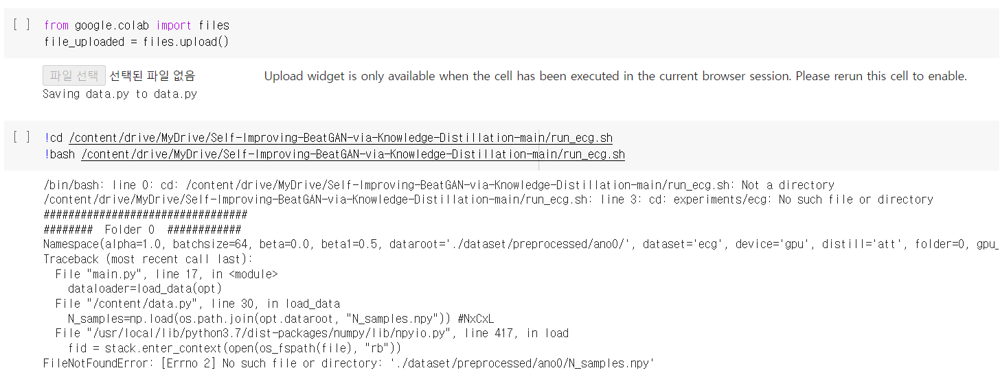 [ ] from google.colab import files
file_uploaded = files.upload()
파일 선택 선택된 파일 없음 Upload widget is only available when the cell has been executed in the current browser session. Please rerun this cell to enable.
Saving data.py to data.py
[ ] !cd /content/drive/MyDrive/Self-Improving-BeatGAN-via-Knowledge-Distillation-main/run_ecg.sh
!bash /content/drive/MyDrive/Self-Improving-BeatGAN-via-Knowledge-Distillation-main/run_ecg.sh
/bin/bash: line 0: cd: /content/drive/MyDrive/Self-Improving-BeatGAN-via-Knowledge-Distillation-main/run_ecg.sh: Not a directory
/content/drive/MyDrive/Self-Improving-BeatGAN-via-Knowledge-Distillation-main/run_ecg.sh: line 3: cd: experiments/ecg: No such file or directory
#################################
######## Folder 0 ############
Namespace(alpha=1.0, batchsize=64, beta=0.0, beta1=0.5, dataroot='./dataset/preprocessed/ano0/', dataset='ecg', device='gpu', distill='att', folder=0, gpu_
Traceback (most recent call last):
File "main.py", line 17, in <module>
dataloader=load_data(opt)
File "/content/data.py", line 30, in load_data
N_samples=np.load(os.path.join(opt.dataroot, "N_samples.npy")) #NxCxL
File "/usr/local/lib/python3.7/dist-packages/numpy/lib/npyio.py", line 417, in load
fid = stack.enter_context(open(os_fspath(file), "rb"))
FileNotFoundError: [Errno 2] No such file or directory: './dataset/preprocessed/ano0/N_samples.npy'